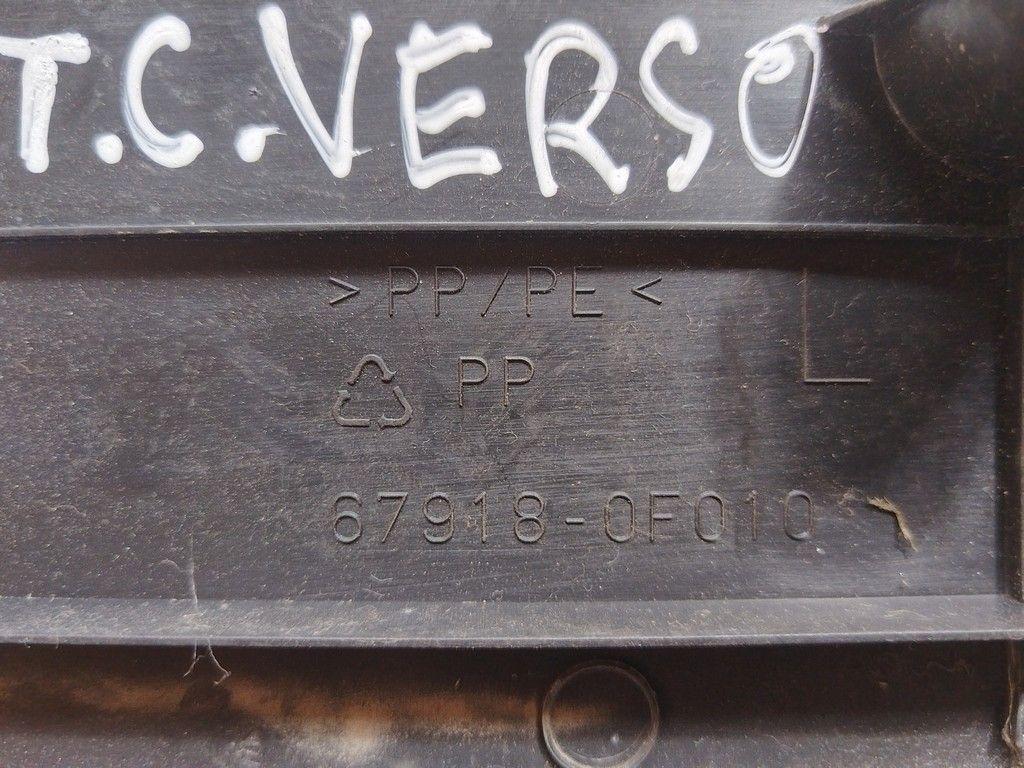 T.C.VERSO
>PP/PE<
L
PP
67918-0F010